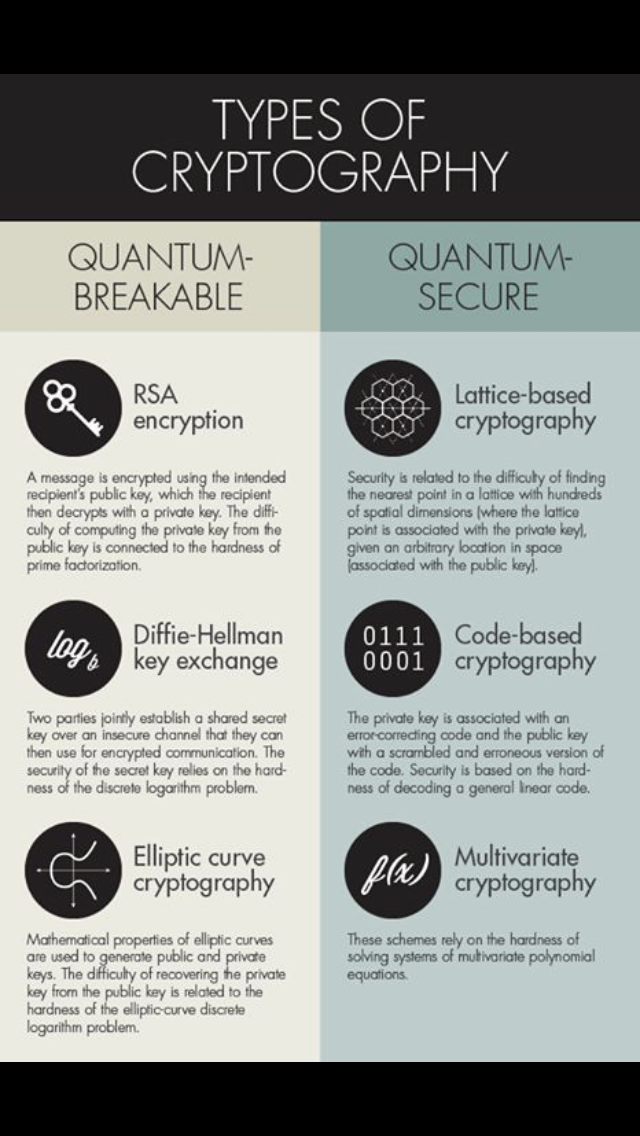 TYPES OF
CRYPTOGRAPHY
QUANTUM-
BREAKABLE
RSA
encryption
A message is encrypted using the intended
recipient's public key, which the recipient
then decrypts with a private key. The diffi-
culty of computing the private key from the
public key is connected to the hardness of
prime factorization.
log b
Diffie-Hellman
key exchange
Two parties jointly establish a shared secret
key over an insecure channel that they can
then use for encrypted communication. The
security of the secret key relies on the hard-
ness of the discrete logarithm problem.
Elliptic curve
cryptography
Mathematical properties of elliptic curves
are used to generate public and private
keys. The difficulty of recovering the private
key from the public key is related to the
hardness of the elliptic-curve discrete
logarithm problem.
QUANTUM-
SECURE
Lattice-based
cryptography
Security is related to the difficulty of finding
the nearest point in a lattice with hundreds
of spatial dimensions (where the lattice
point is associated with the private key),
given an arbitrary location in space
(associated with the public key).
0111
0001
Code-based
cryptography
The private key is associated with an
error-correcting code and the public key
with a scrambled and erroneous version of
the code. Security is based on the hard-
ness of decoding a general linear code.
f(x)
Multivariate
cryptography
These schemes rely on the hardness of
solving systems of multivariate polynomial
equations.